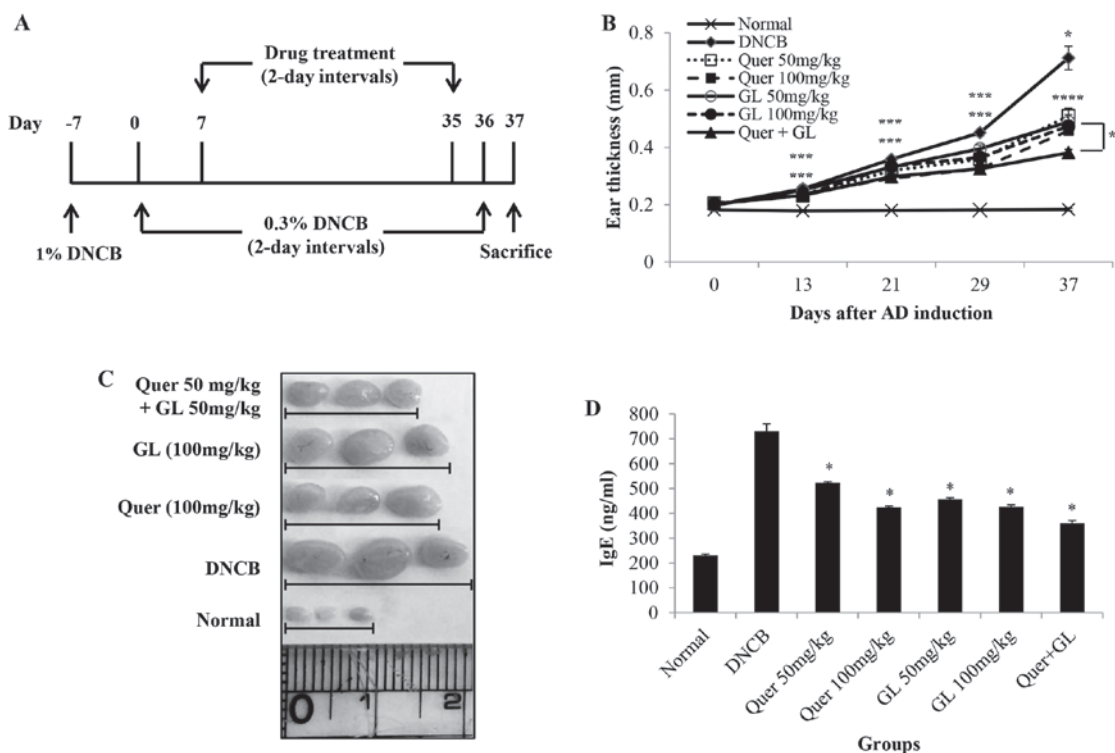 A
Drug treatment
(2-day intervals)
Day -7 0 7 35 36 37
0.3% DNCB
(2-day intervals)
1% DNCB
Sacrifice
B
Normal
DNCB
Quer 50mg/kg
Quer 100mg/kg
GL 50mg/kg
GL 100mg/kg
Quer + GL
Ear thickness (mm)
0.8
0.6
0.4
0.2
0
*
***
***
***
***
***
***
****
*
0 13 21 29 37
Days after AD induction
C
Quer 50 mg/kg
+ GL 50mg/kg
GL (100mg/kg)
Quer (100mg/kg)
DNCB
Normal
0 1 2
D
IgE (ng/ml)
800
700
600
500
400
300
200
100
0
* * * * *
Normal
DNCB
Quer 50mg/kg
Quer 100mg/kg
GL 50mg/kg
GL 100mg/kg
Quer+GL
Groups